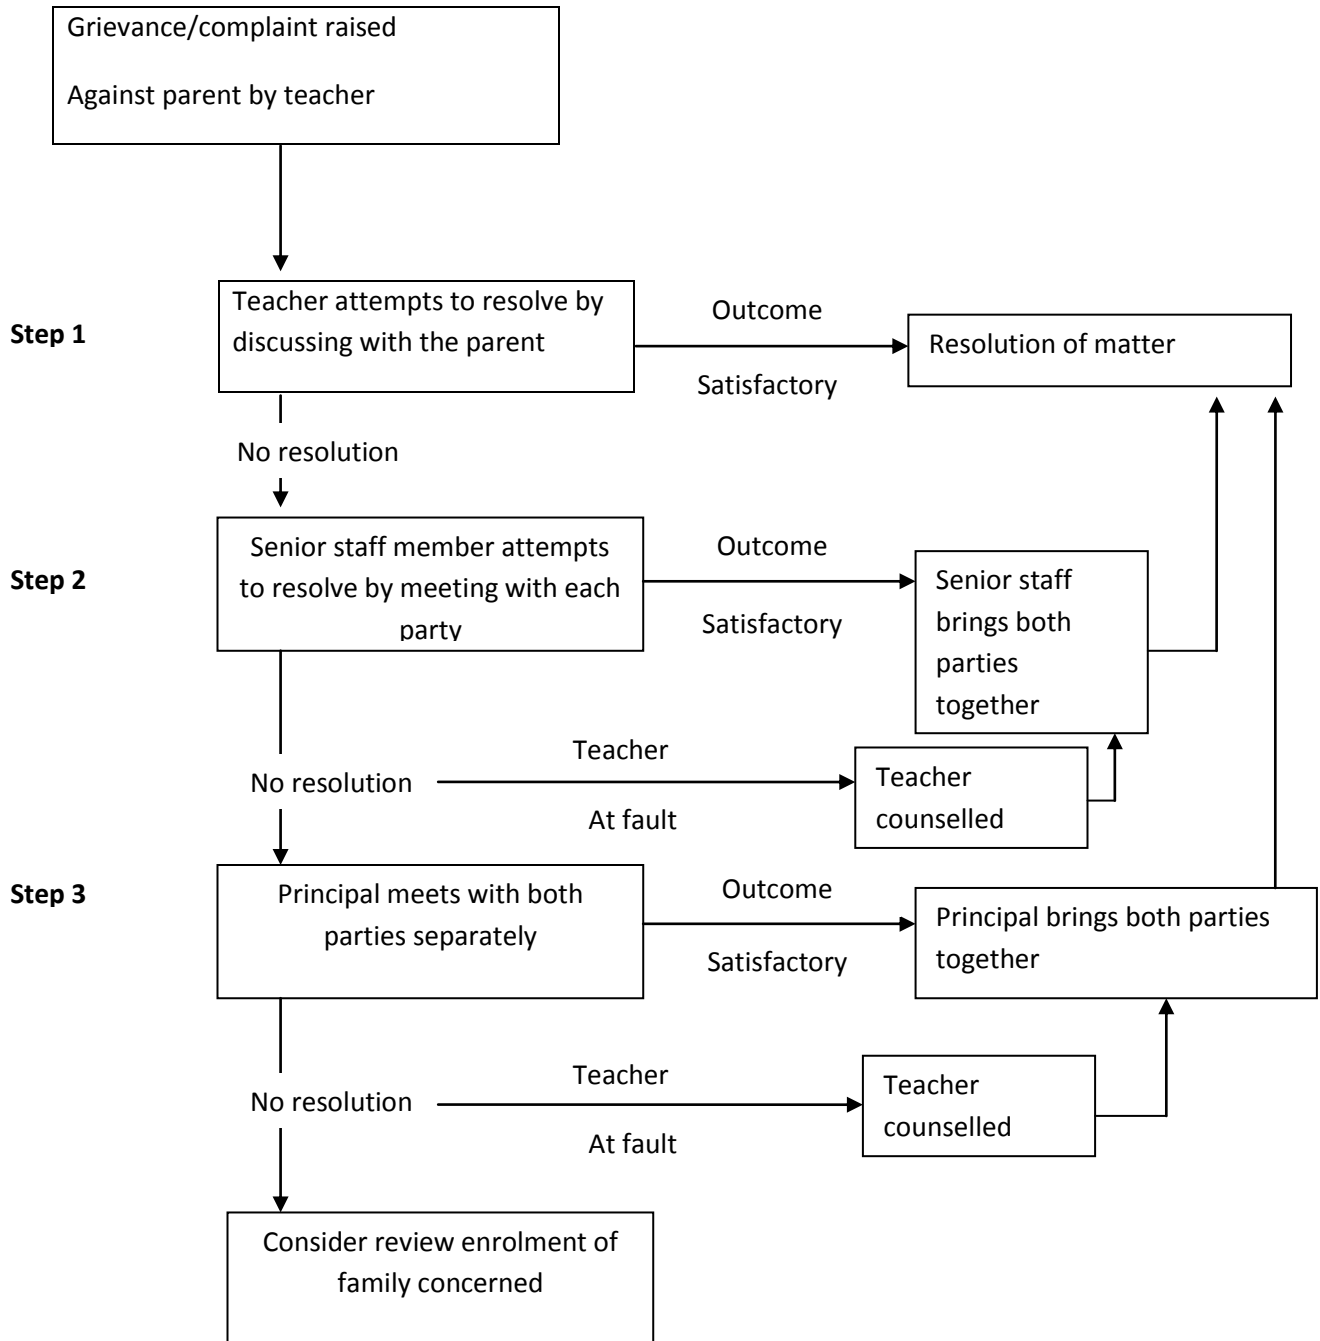 Grievance/complaint raised
Against parent by teacher
Step 1
Teacher attempts to resolve by
discussing with the parent
Outcome
Satisfactory
Resolution of matter
No resolution
Step 2
Senior staff member attempts
to resolve by meeting with each
party
Outcome
Satisfactory
Senior staff
brings both
parties
together
No resolution
Teacher
At fault
Teacher
counselled
Step 3
Principal meets with both
parties separately
Outcome
Satisfactory
Principal brings both parties
together
No resolution
Teacher
At fault
Teacher
counselled
Consider review enrolment of
family concerned